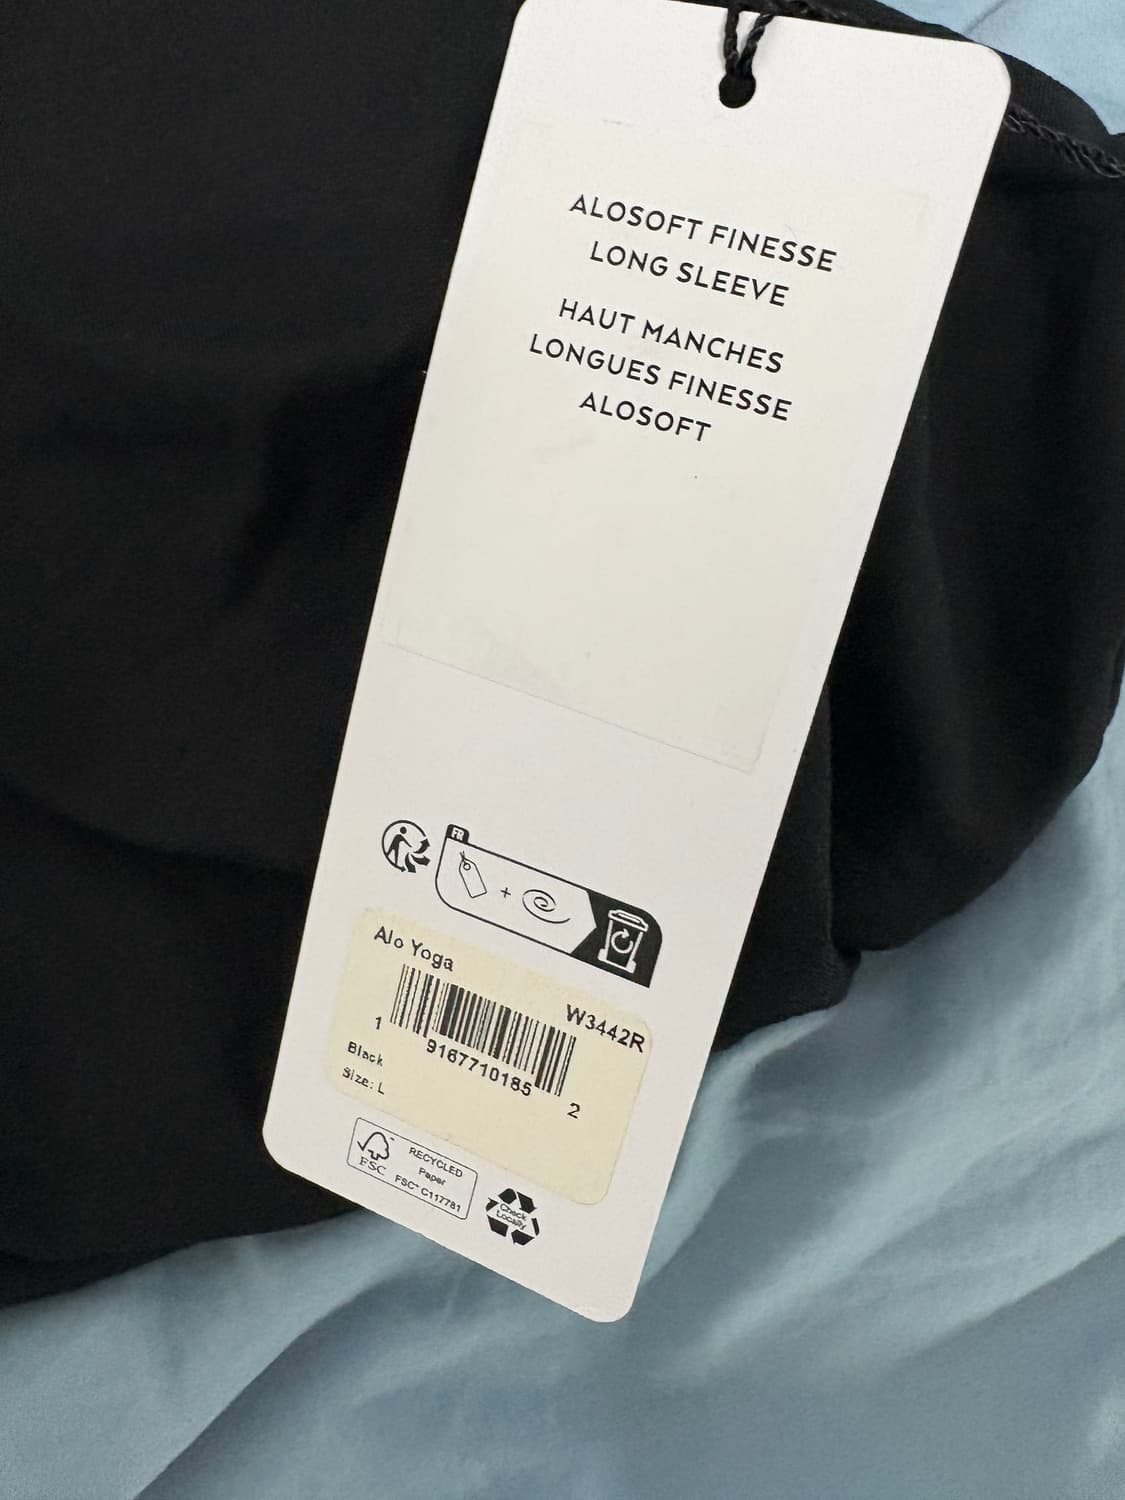 ALOSOFT FINESSE
LONG SLEEVE
HAUT MANCHES
LONGUES FINESSE
ALOSOFT
FR
+
Alo Yoga
W3442R
1 9167710185 2
Black
Size: L
FSC
RECYCLED
Paper
FSC® C117781
Check
Locally